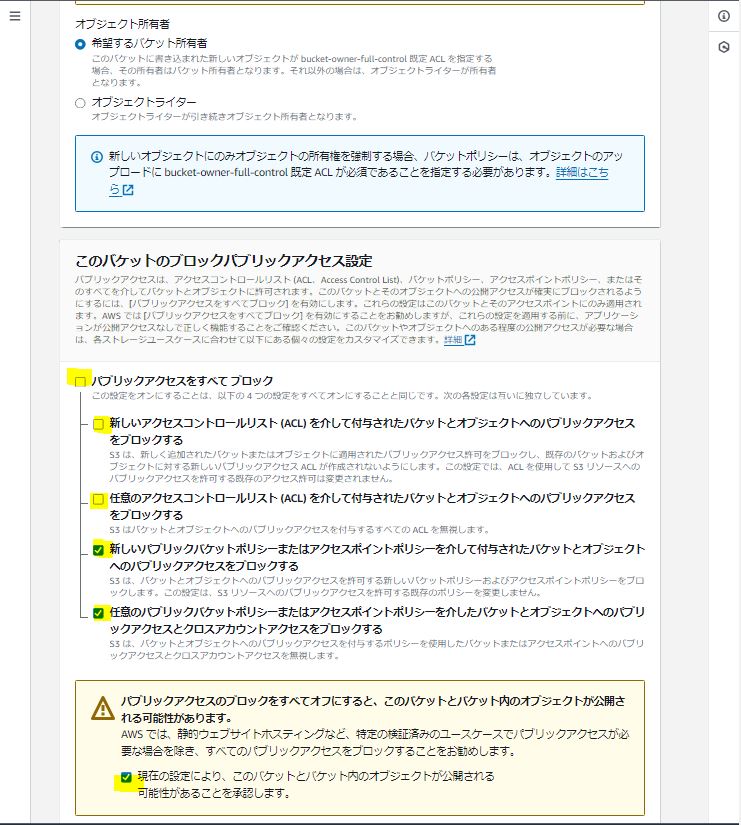 オブジェクト所有者
希望するバケット所有者
このバケットに書き込まれた新しいオブジェクトが bucket-owner-full-control 既定 ACL を指定する
場合、その所有者はバケット所有者となります。それ以外の場合は、オブジェクトライターが所有者
となります。
オブジェクトライター
オブジェクトライターが引き続きオブジェクト所有者となります。
新しいオブジェクトにのみオブジェクトの所有権を強制する場合、バケットポリシーは、オブジェクトのアッ
プロードに bucket-owner-full-control 既定 ACL が必須であることを指定する必要があります。詳細はこち
ら
このバケットのブロックパブリックアクセス設定
パブリックアクセスは、アクセスコントロールリスト (ACL、Access Control List)、バケットポリシー、アクセスポイントポリシー、またはそ
のすべてを介してバケットとオブジェクトに許可されます。このバケットとそのオブジェクトへの公開アクセスが確実にブロックされるよう
にするには、[パブリックアクセスをすべてブロック] を有効にします。これらの設定はこのバケットとそのアクセスポイントにのみ適用され
ます。AWS では [パブリックアクセスをすべてブロック] を有効にすることをお勧めしますが、これらの設定を適用する前に、アプリケーシ
ョンが公開アクセスなしで正しく機能することをご確認ください。このバケットやオブジェクトへのある程度の公開アクセスが必要な場合
は、各ストレージユースケースに合わせて以下にある個々の設定をカスタマイズできます。詳細
パブリックアクセスをすべて ブロック
この設定をオンにすることは、以下の 4 つの設定をすべてオンにすることと同じです。次の各設定は互いに独立しています。
新しいアクセスコントロールリスト (ACL) を介して付与されたバケットとオブジェクトへのパブリックアクセス
をブロックする
S3 は、新しく追加されたバケットまたはオブジェクトに適用されたパブリックアクセス許可をブロックし、既存のバケットおよびオ
ブジェクトに対する新しいパブリックアクセス ACL が作成されないようにします。この設定では、ACL を使用して S3 リソースへの
パブリックアクセスを許可する既存のアクセス許可は変更されません。
任意のアクセスコントロールリスト (ACL) を介して付与されたバケットとオブジェクトへのパブリックアクセス
をブロックする
S3 はバケットとオブジェクトへのパブリックアクセスを付与するすべての ACL を無視します。
新しいパブリックバケットポリシーまたはアクセスポイントポリシーを介して付与されたバケットとオブジェクト
へのパブリックアクセスをブロックする
S3 は、バケットとオブジェクトへのパブリックアクセスを許可する新しいバケットポリシーおよびアクセスポイントポリシーをブロ
ックします。この設定は、S3 リソースへのパブリックアクセスを許可する既存のポリシーを変更しません。
任意のパブリックバケットポリシーまたはアクセスポイントポリシーを介したバケットとオブジェクトへのパブリ
ックアクセスとクロスアカウントアクセスをブロックする
S3 は、バケットとオブジェクトへのパブリックアクセスを付与するポリシーを使用したバケットまたはアクセスポイントへのパブリ
ックアクセスとクロスアカウントアクセスを無視します。
パブリックアクセスのブロックをすべてオフにすると、このバケットとバケット内のオブジェクトが公開さ
れる可能性があります。
AWS では、静的ウェブサイトホスティングなど、特定の検証済みのユースケースでパブリックアクセスが必
要な場合を除き、すべてのパブリックアクセスをブロックすることをお勧めします。
現在の設定により、このバケットとバケット内のオブジェクトが公開される
可能性があることを承認します。